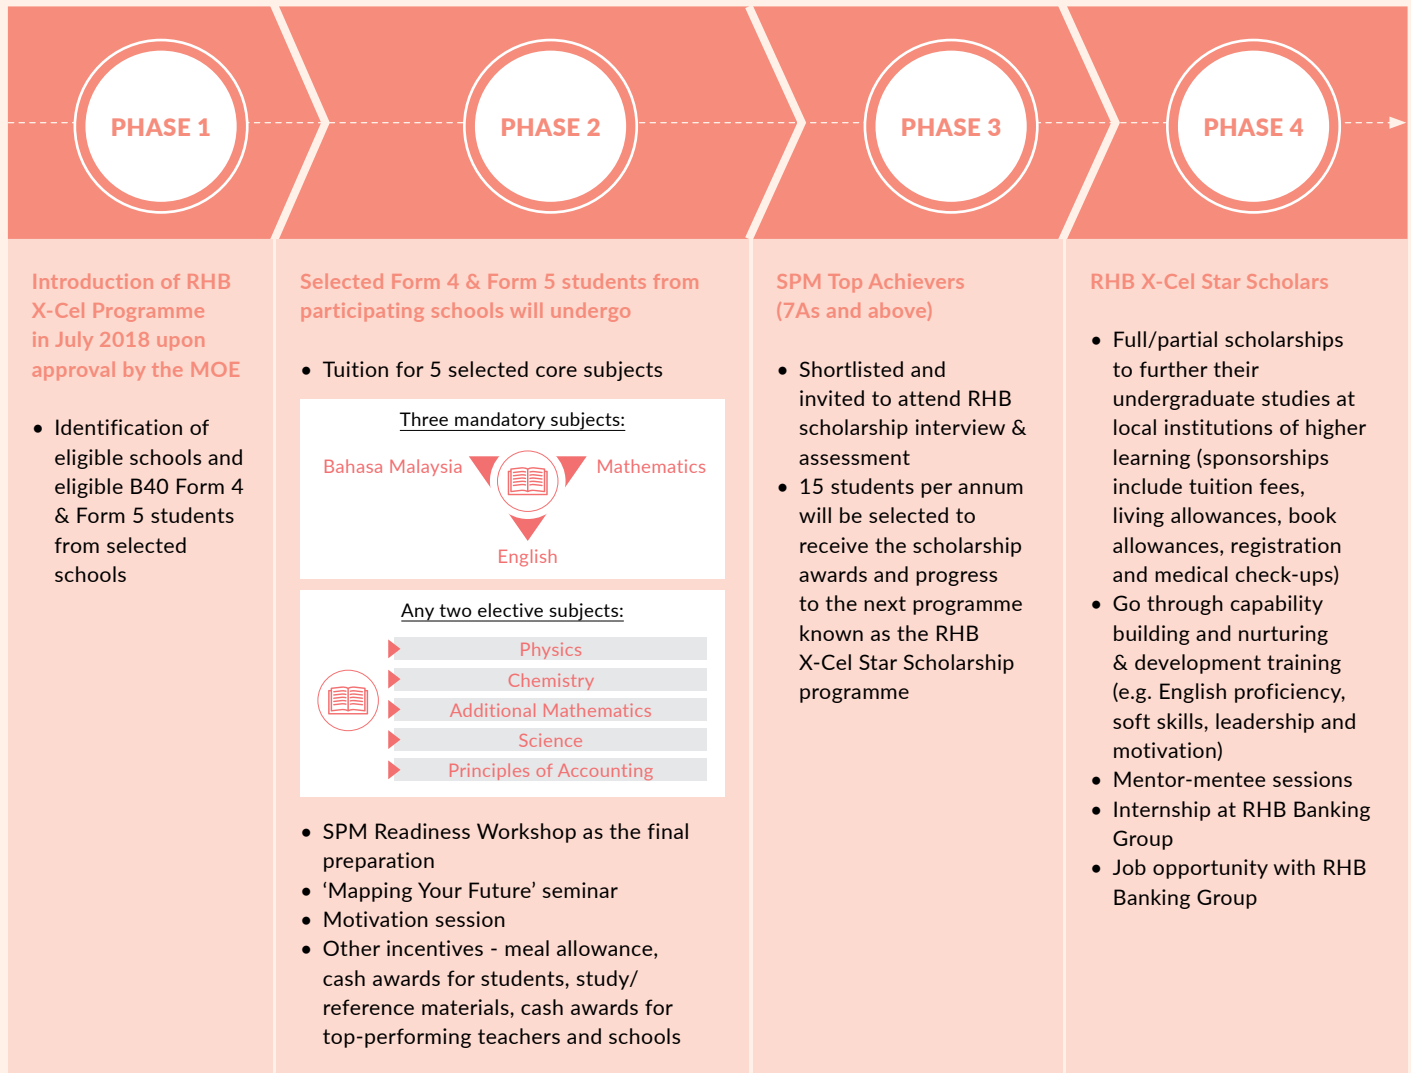 PHASE 1
PHASE 2
PHASE 3
PHASE 4
Introduction of RHB
X-Cel Programme
in July 2018 upon
approval by the MOE
• Identification of
eligible schools and
eligible B40 Form 4
& Form 5 students
from selected
schools
Selected Form 4 & Form 5 students from
participating schools will undergo
• Tuition for 5 selected core subjects
Three mandatory subjects:
Bahasa Malaysia
Mathematics
English
Any two elective subjects:
Physics
Chemistry
Additional Mathematics
Science
Principles of Accounting
• SPM Readiness Workshop as the final
preparation
• ‘Mapping Your Future’ seminar
• Motivation session
• Other incentives - meal allowance,
cash awards for students, study/
reference materials, cash awards for
top-performing teachers and schools
SPM Top Achievers
(7As and above)
• Shortlisted and
invited to attend RHB
scholarship interview &
assessment
• 15 students per annum
will be selected to
receive the scholarship
awards and progress
to the next programme
known as the RHB
X-Cel Star Scholarship
programme
RHB X-Cel Star Scholars
• Full/partial scholarships
to further their
undergraduate studies at
local institutions of higher
learning (sponsorships
include tuition fees,
living allowances, book
allowances, registration
and medical check-ups)
• Go through capability
building and nurturing
& development training
(e.g. English proficiency,
soft skills, leadership and
motivation)
• Mentor-mentee sessions
• Internship at RHB Banking
Group
• Job opportunity with RHB
Banking Group